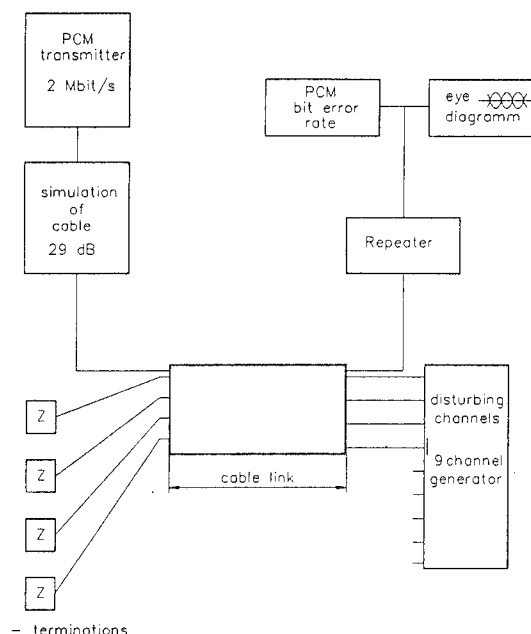 PCM
transmitter
2 Mbit/s
simulation
of
cable
29 dB
PCM
bit error
rate
eye
diagramm
Repeater
Z
Z
Z
Z
cable link
disturbing
channels
9 channel
generator
- terminations